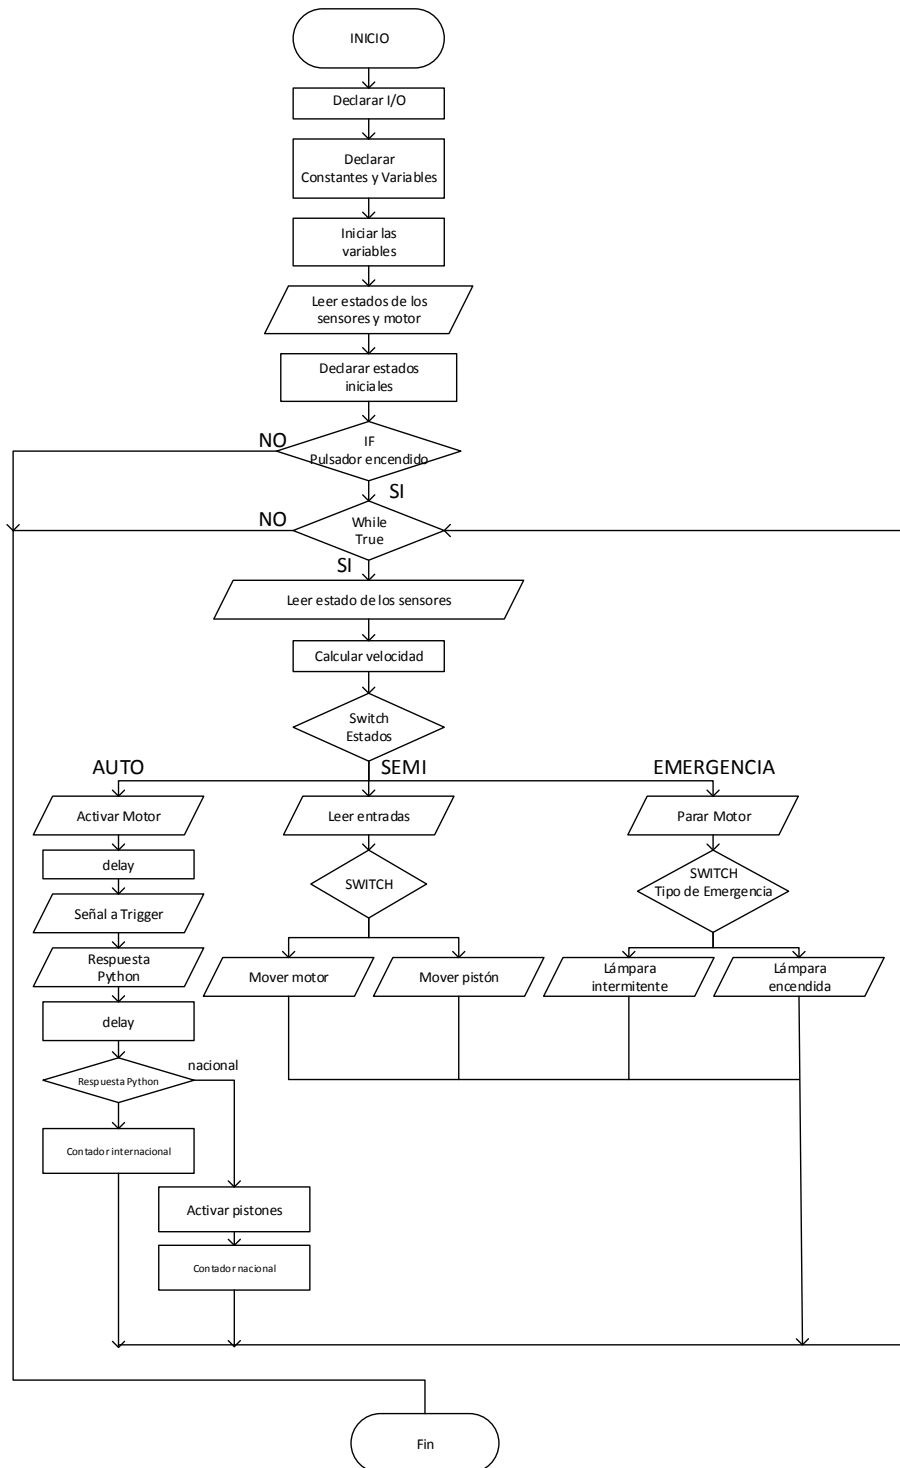 INICIO
Declarar I/O
Declarar
Constantes y Variables
Iniciar las
variables
Leer estados de los
sensores y motor
Declarar estados
iniciales
NO
IF
Pulsador encendido
SI
NO
While
True
SI
Leer estado de los sensores
Calcular velocidad
Switch
Estados
AUTO
SEMI
EMERGENCIA
Activar Motor
Leer entradas
Parar Motor
delay
SWITCH
SWITCH
Tipo de Emergencia
Señal a Trigger
Respuesta
Python
Mover motor
Mover pistón
Lámpara
intermitente
Lámpara
encendida
delay
nacional
Respuesta Python
Contador internacional
Activar pistones
Contador nacional
Fin